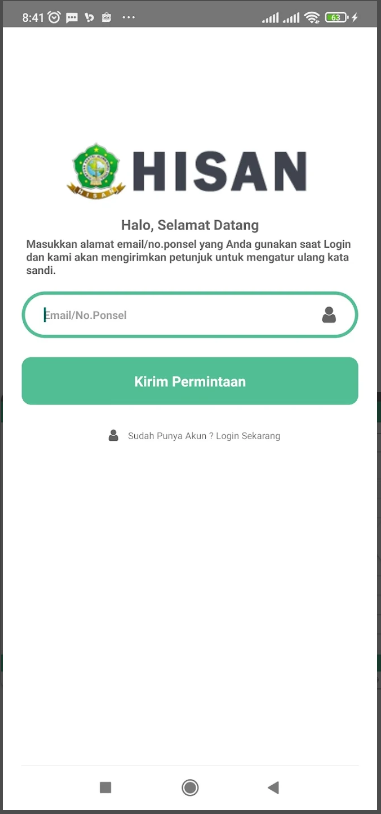 8:41
63
HISAN
HISAN
Halo, Selamat Datang
Masukkan alamat email/no.ponsel yang Anda gunakan saat Login
dan kami akan mengirimkan petunjuk untuk mengatur ulang kata
sandi.
Email/No.Ponsel
Kirim Permintaan
Sudah Punya Akun ? Login Sekarang